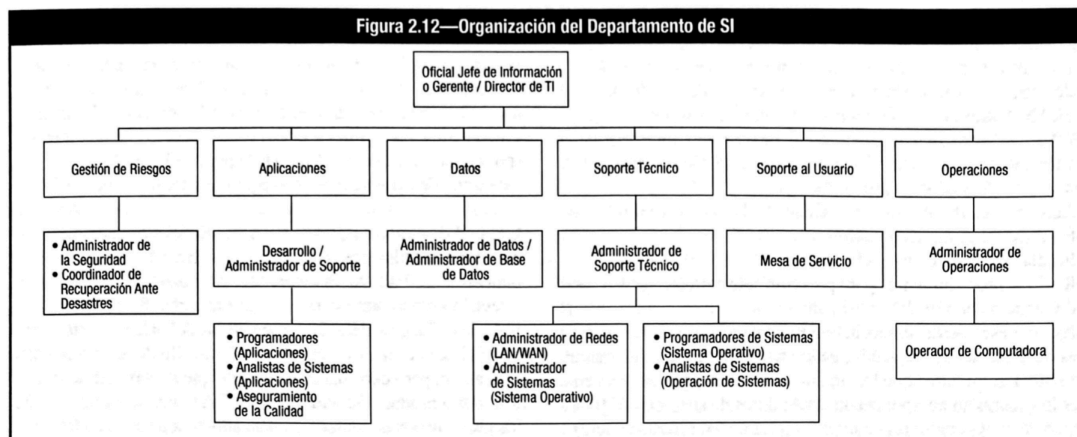 Figura 2.12—Organización del Departamento de SI
Oficial Jefe de Información
o Gerente / Director de TI
Gestión de Riesgos
Aplicaciones
Datos
Soporte Técnico
Soporte al Usuario
Operaciones
• Administrador de
la Seguridad
• Coordinador de
Recuperación Ante
Desastres
Desarrollo /
Administrador de Soporte
Administrador de Datos /
Administrador de Base
de Datos
Administrador de
Soporte Técnico
Mesa de Servicio
Administrador de
Operaciones
• Programadores
(Aplicaciones)
• Analistas de Sistemas
(Aplicaciones)
• Aseguramiento
de la Calidad
• Administrador de Redes
(LAN/WAN)
• Administrador
de Sistemas
(Sistema Operativo)
• Programadores de Sistemas
(Sistema Operativo)
• Analistas de Sistemas
(Operación de Sistemas)
Operador de Computadora